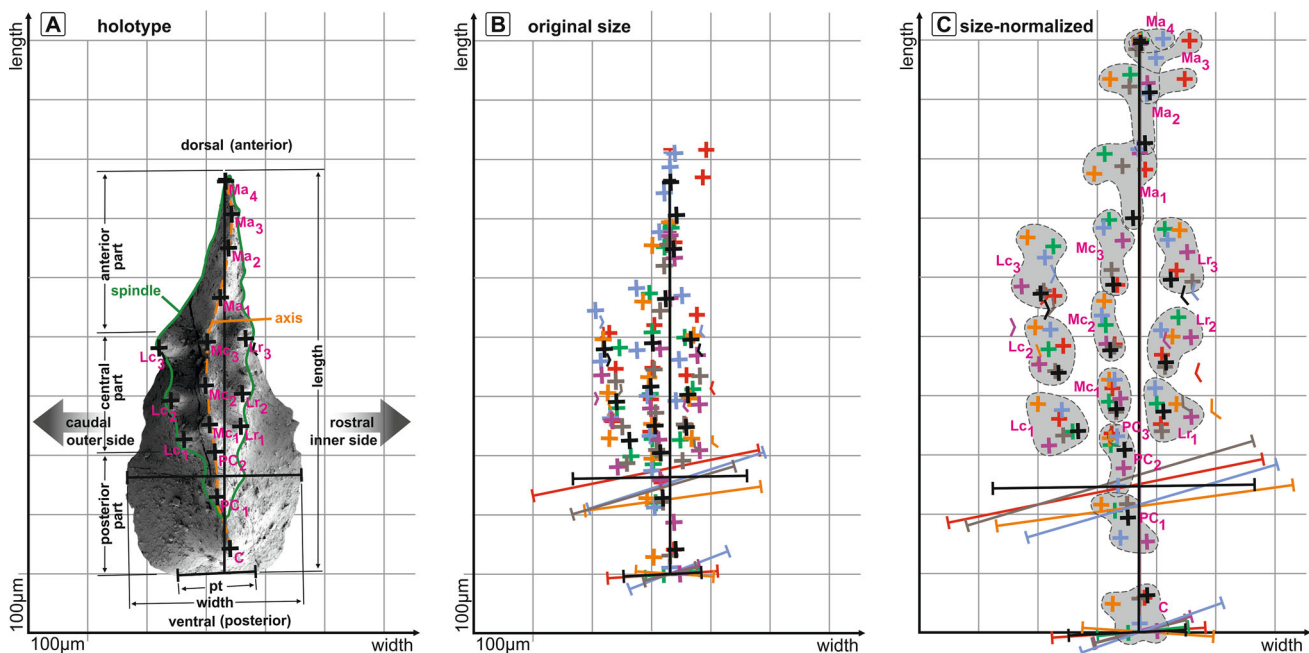 A holotype
length
dorsal (anterior)
Ma4
Ma3
Ma2
Ma1
anterior part
spindle
axis
Mc3
Lr3
Lc3
central part
length
Mc2
Lr2
Lc2
caudal
outer side
rostral
inner side
Mc1
Lr1
Lc1
PC2
posterior part
PC1
C
pt
width
ventral (posterior)
100µm
100µm
width
B original size
length
100µm
100µm
width
C size-normalized
length
Ma4
Ma3
Ma2
Ma1
Lc3
Mc3
Lr3
Mc2
Lr2
Lc2
Mc1
Lc1
Lr1
PC3
PC2
PC1
C
100µm
100µm
width